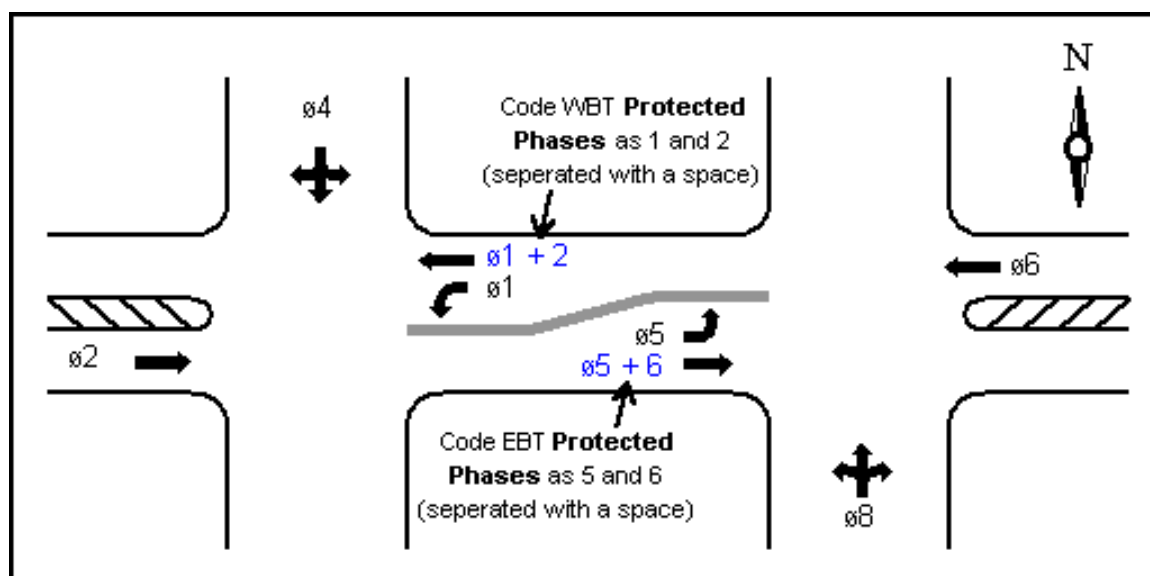 N
ø4
Code WBT Protected
Phases as 1 and 2
(seperated with a space)
ø1 + 2
ø1
ø6
ø2
ø5
ø5 + 6
Code EBT Protected
Phases as 5 and 6
(seperated with a space)
ø8